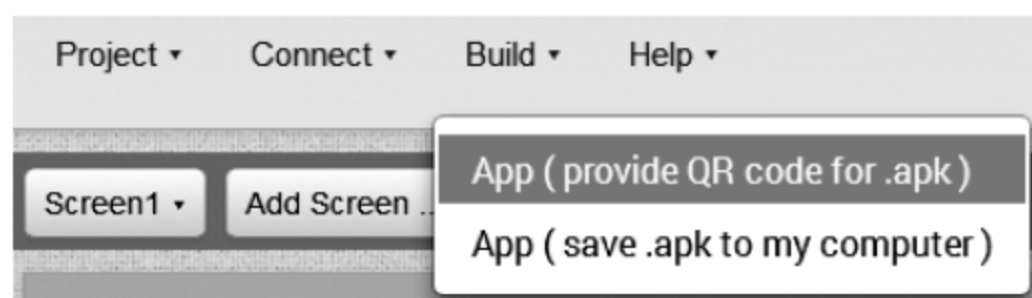 Project ▾ Connect ▾ Build ▾ Help ▾
App ( provide QR code for .apk )
Screen1 ▾ Add Screen ..
App ( save .apk to my computer )